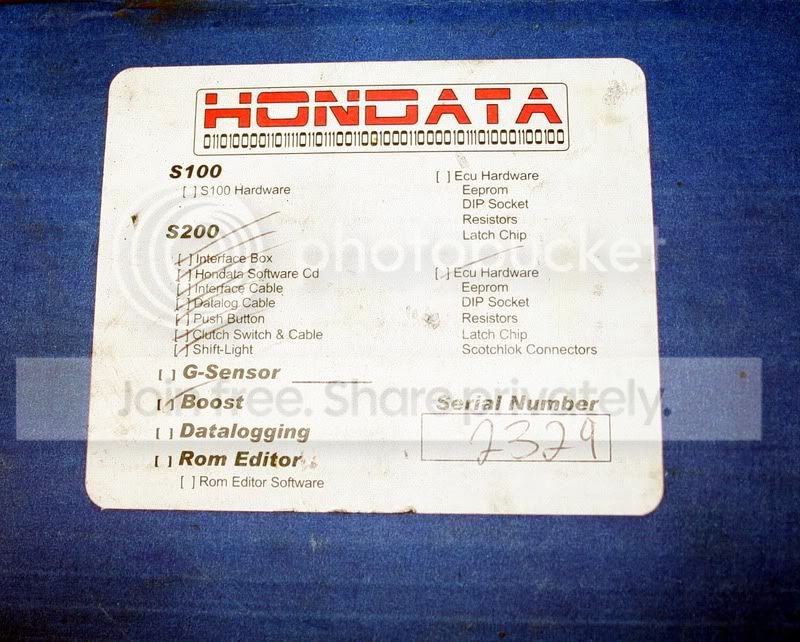 HONDATA
S100
[ ] S100 Hardware
S200
[ ] Interface Box
[ ] Hondata Software Cd
[ ] Interface Cable
[ ] Datalog Cable
[ ] Push Button
[ ] Clutch Switch & Cable
[ ] Shift-Light
[ ] G-Sensor ________
[ ] Boost
[ ] Datalogging
[ ] Rom Editor
[ ] Rom Editor Software
[ ] Ecu Hardware
Eeprom
DIP Socket
Resistors
Latch Chip
[ ] Ecu Hardware
Eeprom
DIP Socket
Resistors
Latch Chip
Scotchlok Connectors
Serial Number
2329
photobucket
Join free. Share privately.